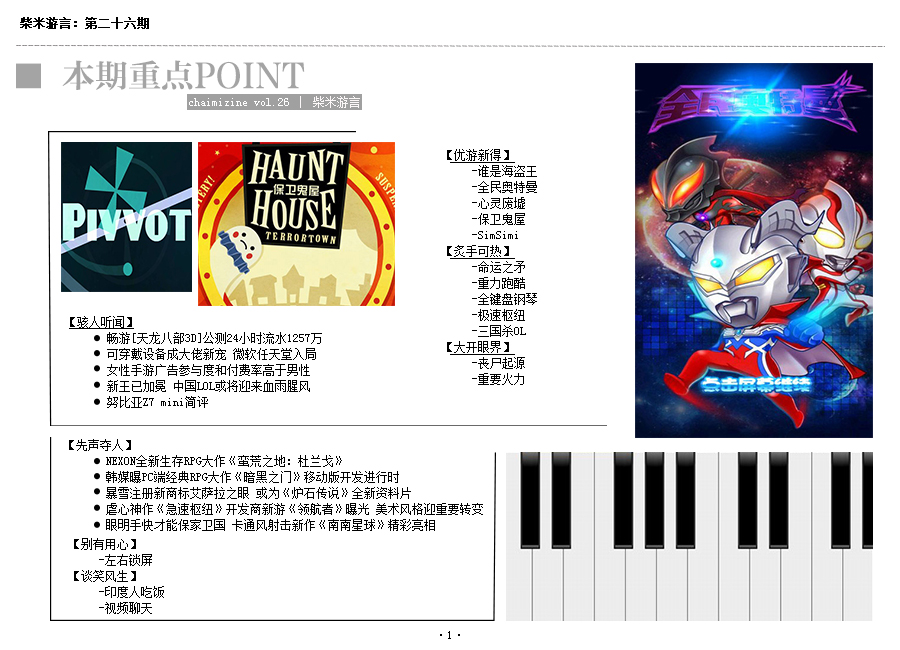 柴米游言：第二十六期
本期重点POINT
chaimizine vol.26 | 柴米游言
PIVVOT
TERY!
HAUNT
保卫鬼屋
HOUSE
TERRORTOWN
SUSPE
【骇人听闻】
● 畅游[天龙八部3D]公测24小时流水1257万
● 可穿戴设备成大佬新宠 微软任天堂入局
● 女性手游广告参与度和付费率高于男性
● 新王已加冕 中国LOL或将迎来血雨腥风
● 努比亚Z7 mini简评
【优游新得】
-谁是海盗王
-全民奥特曼
-心灵废墟
-保卫鬼屋
-SimSimi
【炙手可热】
-命运之矛
-重力跑酷
-全键盘钢琴
-极速枢纽
-三国杀OL
【大开眼界】
-丧尸起源
-重要火力
全民奥特曼
点击屏幕继续
【先声夺人】
● NEXON全新生存RPG大作《蛮荒之地：杜兰戈》
● 韩媒曝PC端经典RPG大作《暗黑之门》移动版开发进行时
● 暴雪注册新商标艾萨拉之眼 或为《炉石传说》全新资料片
● 虐心神作《急速枢纽》开发商新游《领航者》曝光 美术风格迎重要转变
● 眼明手快才能保家卫国 卡通风射击新作《南南星球》精彩亮相
【别有用心】
-左右锁屏
【谈笑风生】
-印度人吃饭
-视频聊天
· 1 ·